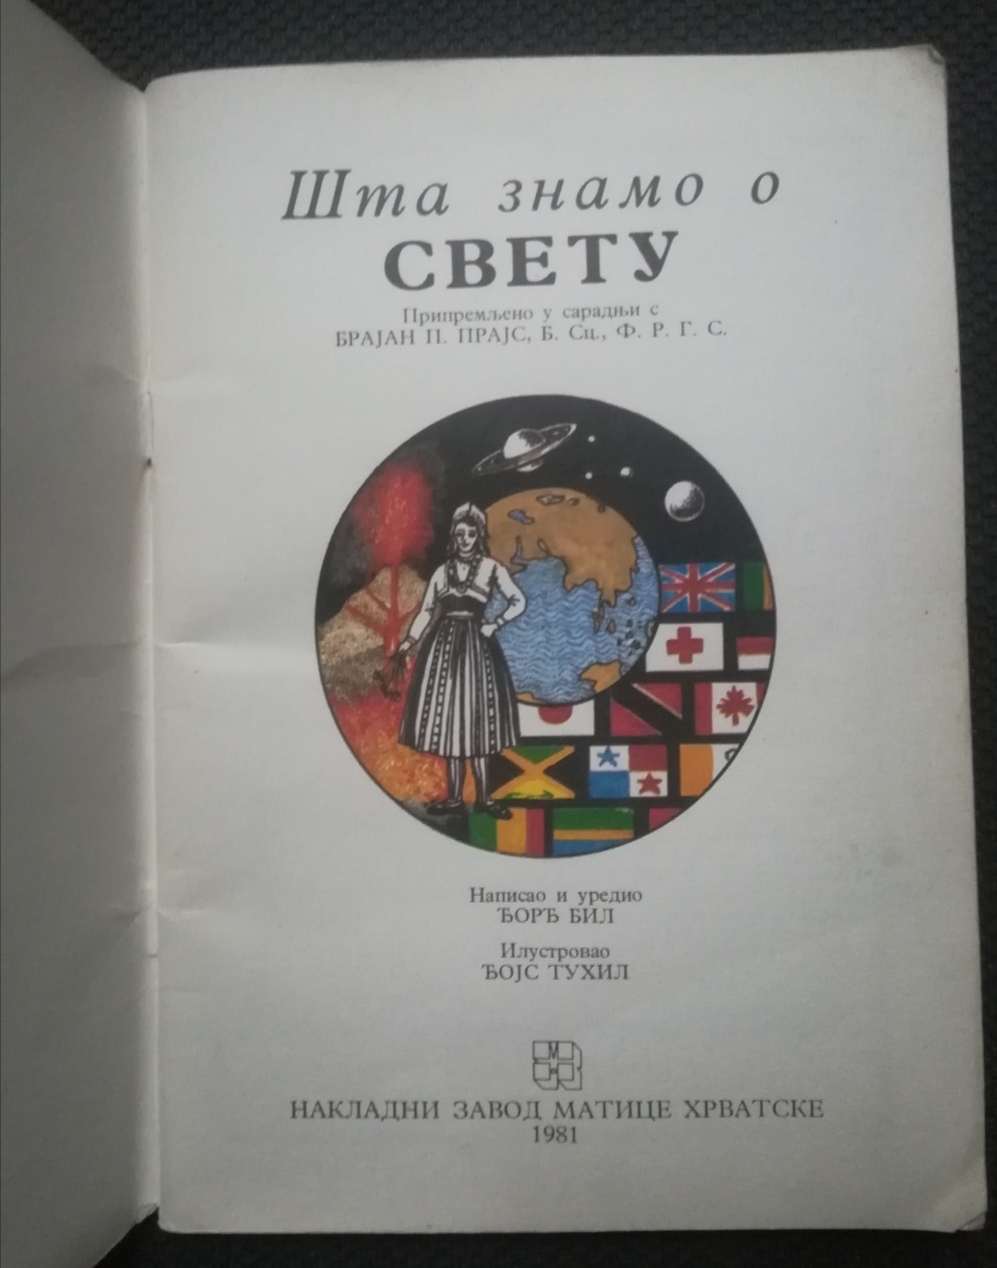 Шта знамо о
СВЕТУ
Припремљено у сарадњи с
БРАЈАН П. ПРАЈС, Б. Сц., Ф. Р. Г. С.
Написао и уредио
ЂОРЂ БИЛ
Илустровао
ЂОЈС ТУХИЛ
НАКЛАДНИ ЗАВОД МАТИЦЕ ХРВАТСКЕ
1981